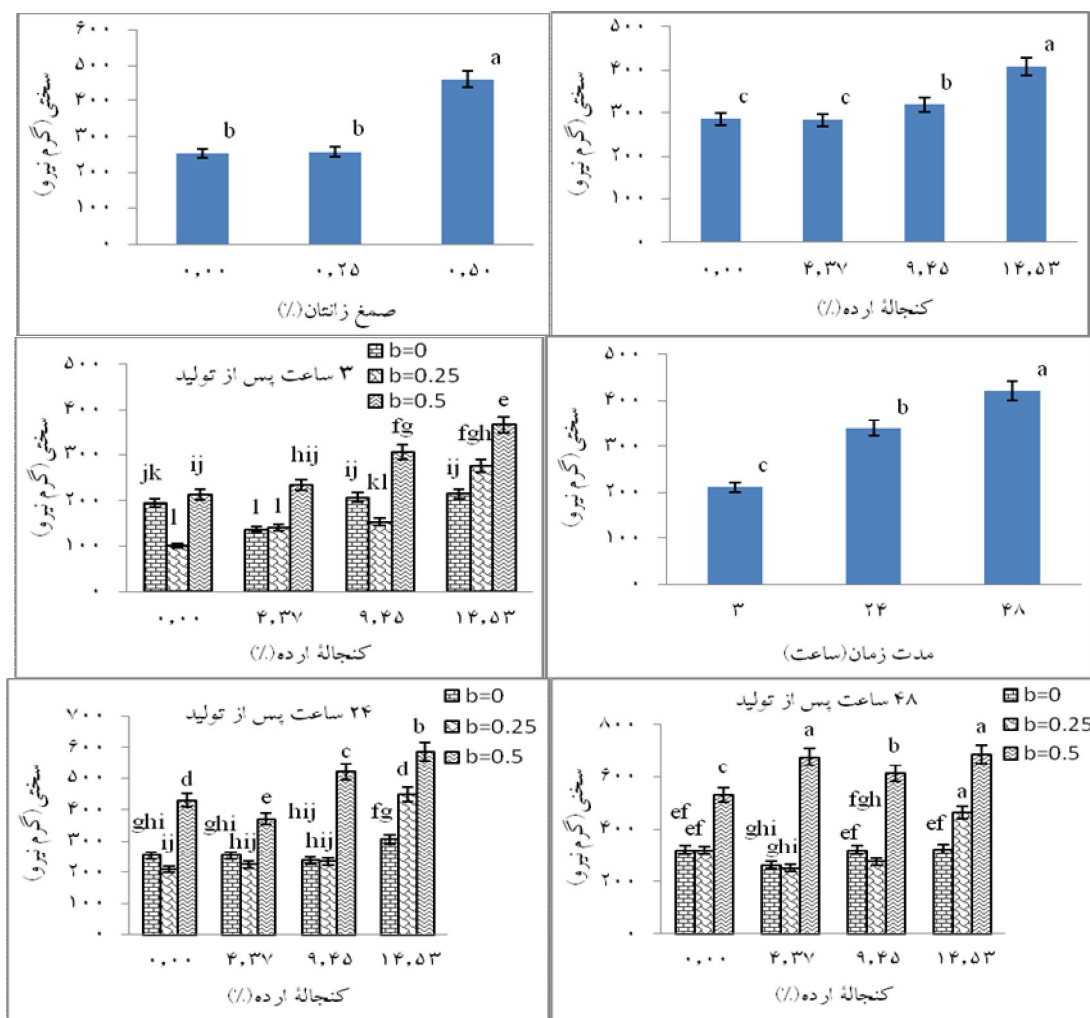 سختی(گرم نیرو)
۶۰۰
۵۰۰
۴۰۰
۳۰۰
۲۰۰
۱۰۰
۰
b
b
a
۰,۰۰ ۰,۲۵ ۰,۵۰
صمغ زانتان(٪)
سختی(گرم نیرو)
۵۰۰
۴۰۰
۳۰۰
۲۰۰
۱۰۰
۰
c
c
b
a
۰,۰۰ ۴,۳۷ ۹,۴۵ ۱۴,۵۳
کنجالۀ ارده(٪)
سختی(گرم نیرو)
۵۰۰
۴۰۰
۳۰۰
۲۰۰
۱۰۰
۰
۳ ساعت پس از تولید
b=0
b=0.25
b=0.5
jk l ij
l l hij
ij kl fg
ij fgh e
۰,۰۰ ۴,۳۷ ۹,۴۵ ۱۴,۵۳
کنجالۀ ارده(٪)
سختی(گرم نیرو)
۵۰۰
۴۰۰
۳۰۰
۲۰۰
۱۰۰
۰
c
b
a
۳ ۲۴ ۴۸
مدت زمان(ساعت)
سختی(گرم نیرو)
۷۰۰
۶۰۰
۵۰۰
۴۰۰
۳۰۰
۲۰۰
۱۰۰
۰
۲۴ ساعت پس از تولید
b=0
b=0.25
b=0.5
ghi ij d
ghi hij e
hij hij c
fg d b
۰,۰۰ ۴,۳۷ ۹,۴۵ ۱۴,۵۳
کنجالۀ ارده(٪)
سختی(گرم نیرو)
۸۰۰
۶۰۰
۴۰۰
۲۰۰
۰
۴۸ ساعت پس از تولید
b=0
b=0.25
b=0.5
ef ef c
ghi ghi a
ef fgh b
ef a a
۰,۰۰ ۴,۳۷ ۹,۴۵ ۱۴,۵۳
کنجالۀ ارده(٪)